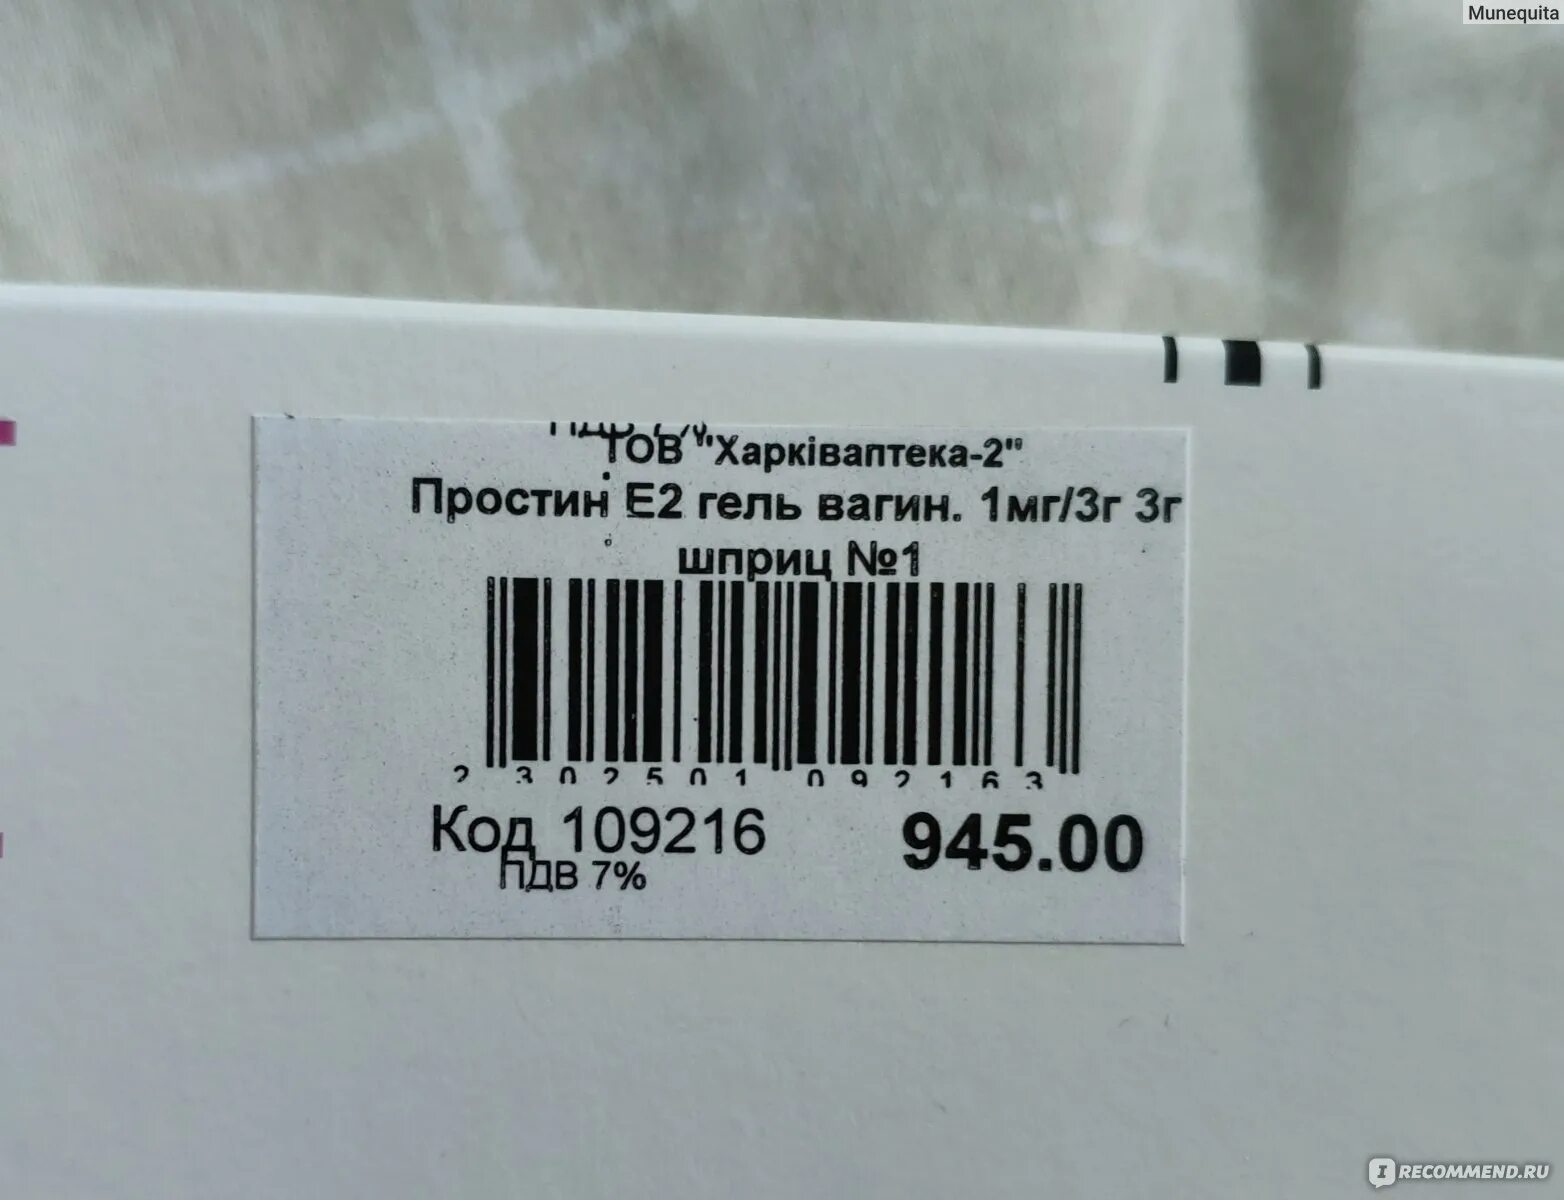 Munequita
ТОВ "Харківаптека-2"
Простин Е2 гель вагин. 1мг/3г 3г
шприц №1
2 302501 092163
Код 109216
945.00
ПДВ 7%
RECOMMEND.RU